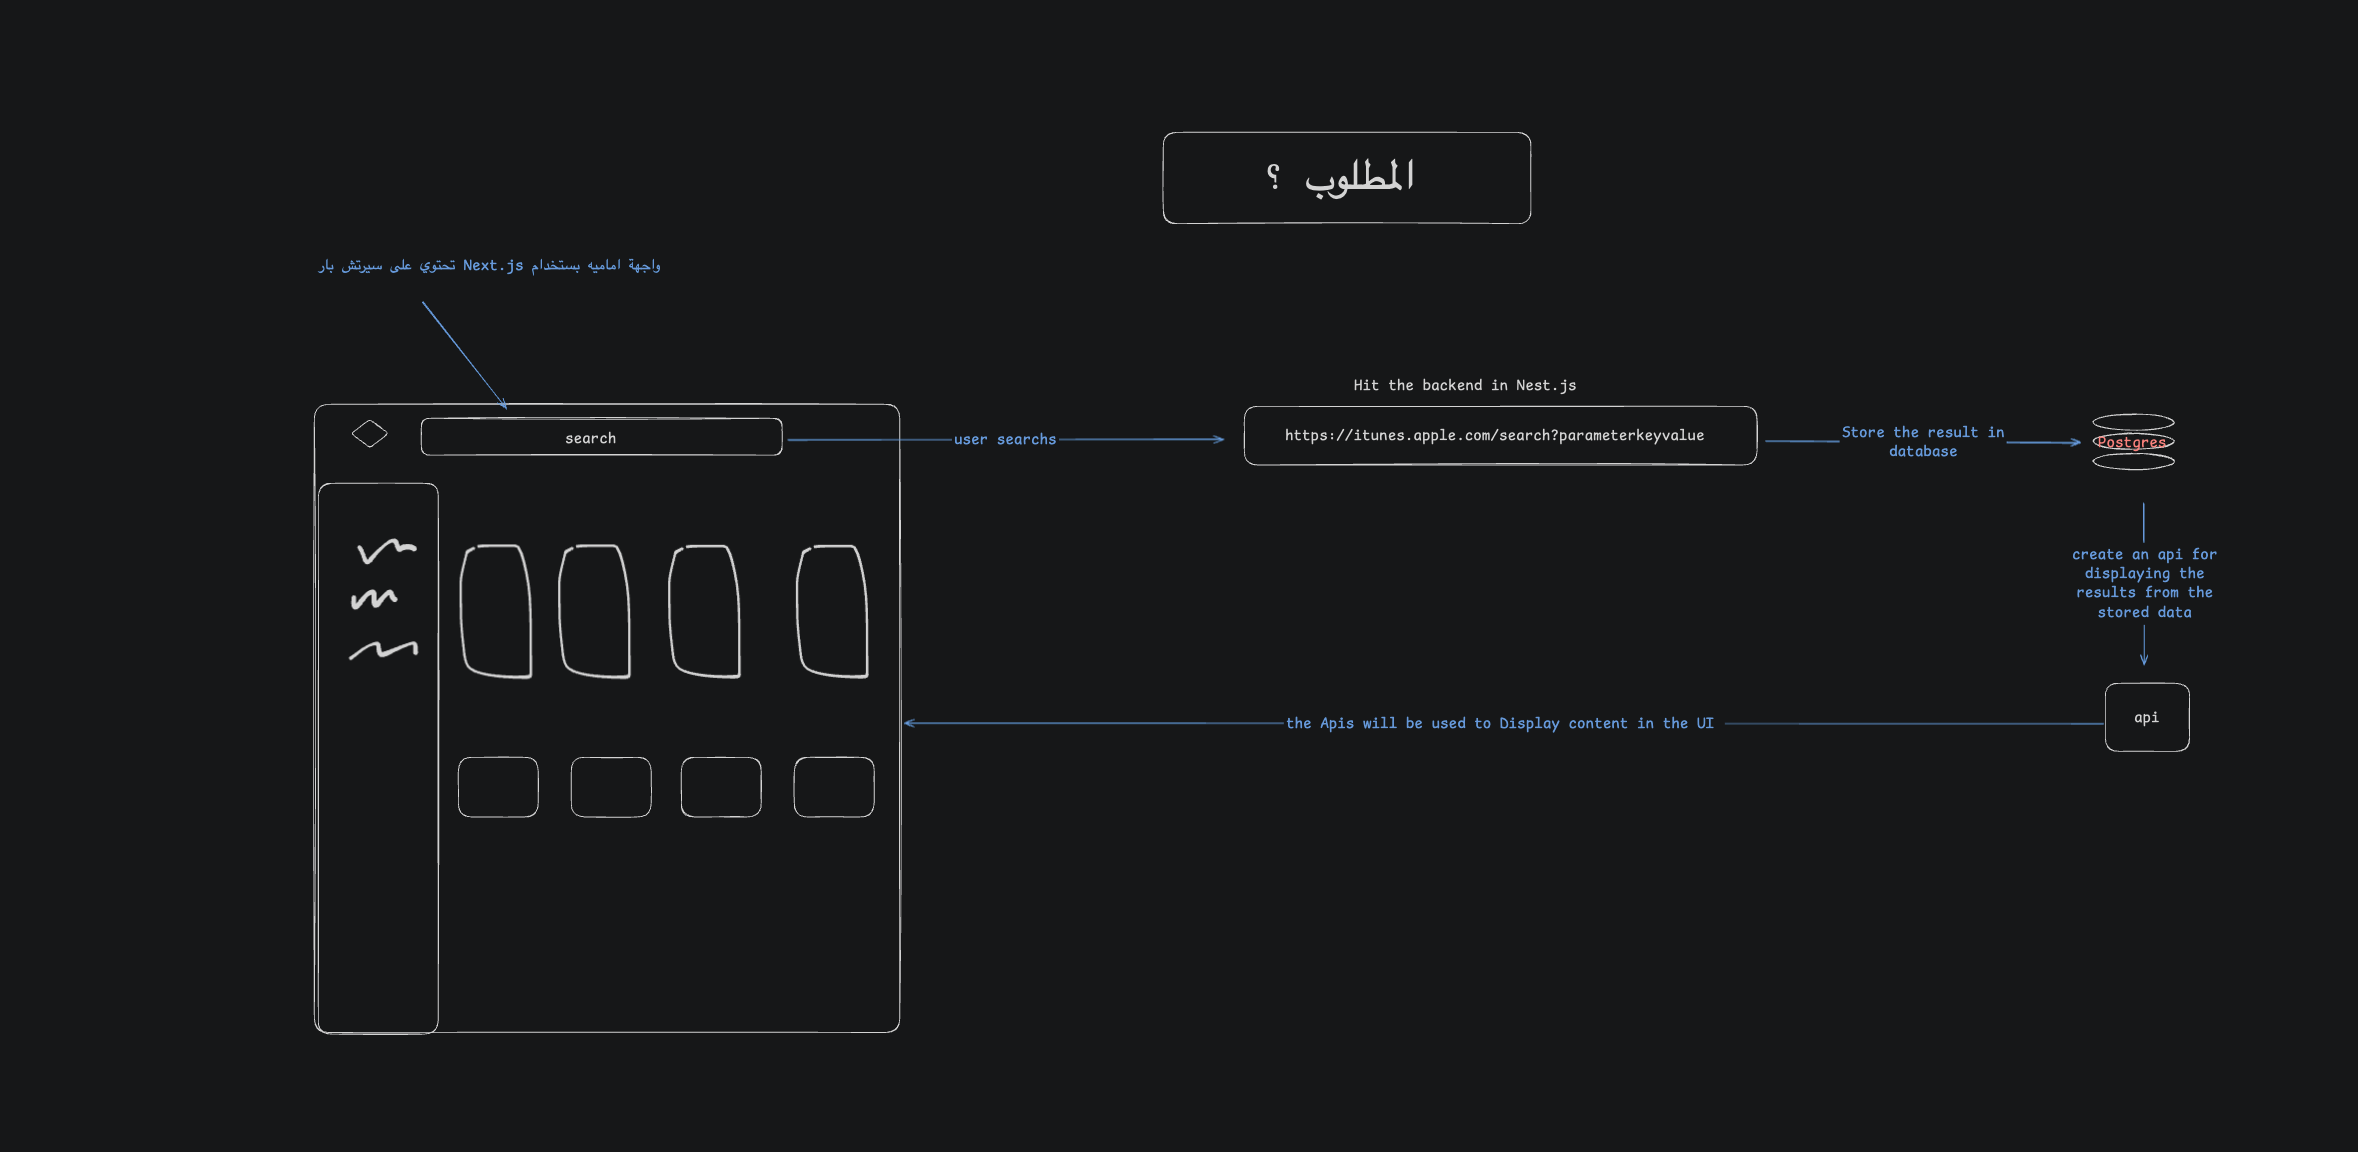 المطلوب ؟
واجهة اماميه بستخدام Next.js تحتوي على سيرتش بار
Hit the backend in Nest.js
search
user searchs
https://itunes.apple.com/search?parameterkeyvalue
Store the result in
database
Postgres
create an api for
displaying the
results from the
stored data
api
the Apis will be used to Display content in the UI